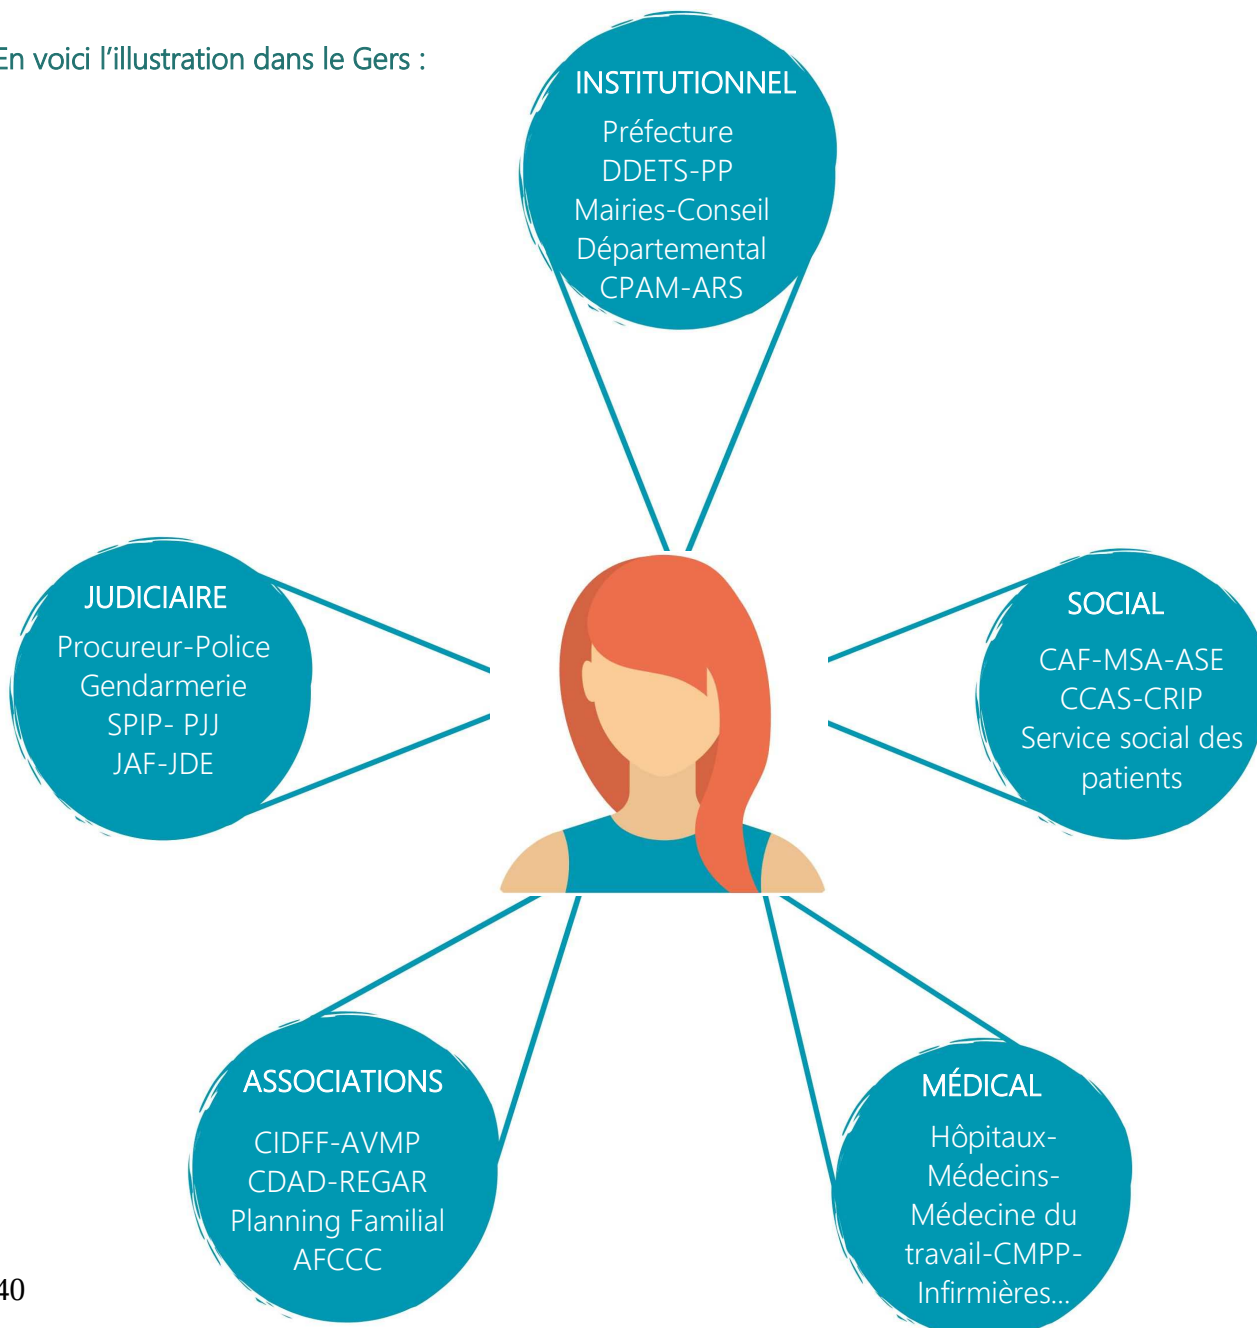 En voici l'illustration dans le Gers :
INSTITUTIONNEL
Préfecture
DDETS-PP
Mairies-Conseil
Départemental
CPAM-ARS
JUDICIAIRE
Procureur-Police
Gendarmerie
SPIP- PJJ
JAF-JDE
SOCIAL
CAF-MSA-ASE
CCAS-CRIP
Service social des
patients
ASSOCIATIONS
CIDFF-AVMP
CDAD-REGAR
Planning Familial
AFCCC
MÉDICAL
Hôpitaux-
Médecins-
Médecine du
travail-CMPP-
Infirmières...
40